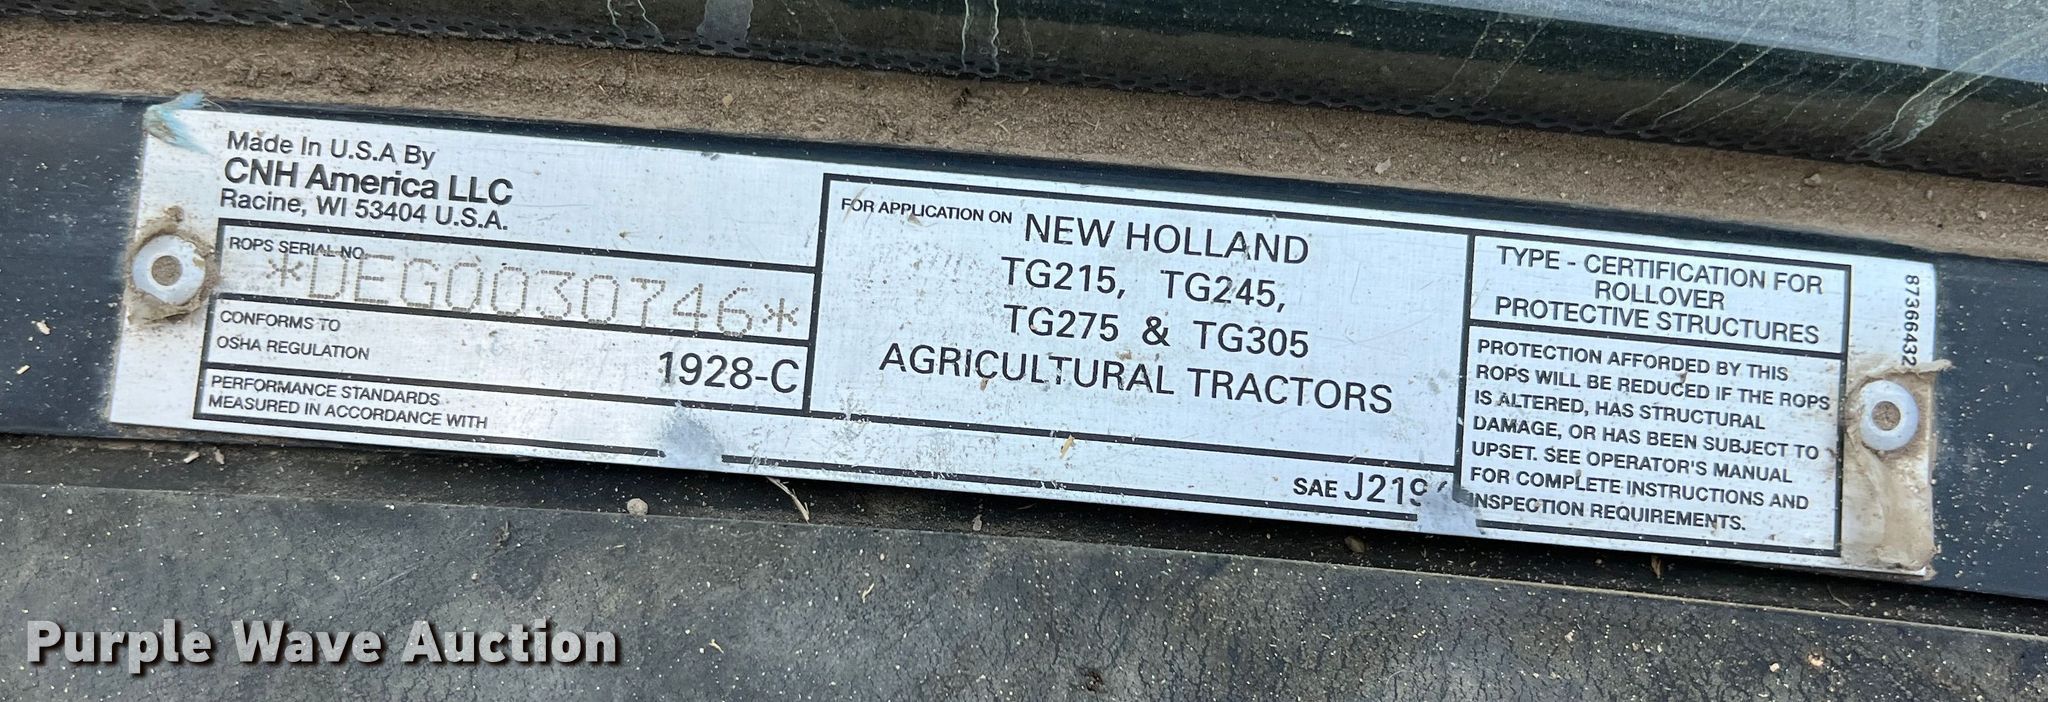 Made In U.S.A By
CNH America LLC
Racine, WI 53404 U.S.A.
ROPS SERIAL NO.
*DEG0030746*
CONFORMS TO
OSHA REGULATION
1928-C
PERFORMANCE STANDARDS
MEASURED IN ACCORDANCE WITH
SAE
FOR APPLICATION ON
NEW HOLLAND
TG215, TG245,
TG275 & TG305
AGRICULTURAL TRACTORS
TYPE - CERTIFICATION FOR
ROLLOVER
PROTECTIVE STRUCTURES
PROTECTION AFFORDED BY THIS
ROPS WILL BE REDUCED IF THE ROPS
IS ALTERED, HAS STRUCTURAL
DAMAGE, OR HAS BEEN SUBJECT TO
UPSET. SEE OPERATOR'S MANUAL
FOR COMPLETE INSTRUCTIONS AND
INSPECTION REQUIREMENTS.
87366432
Purple Wave Auction